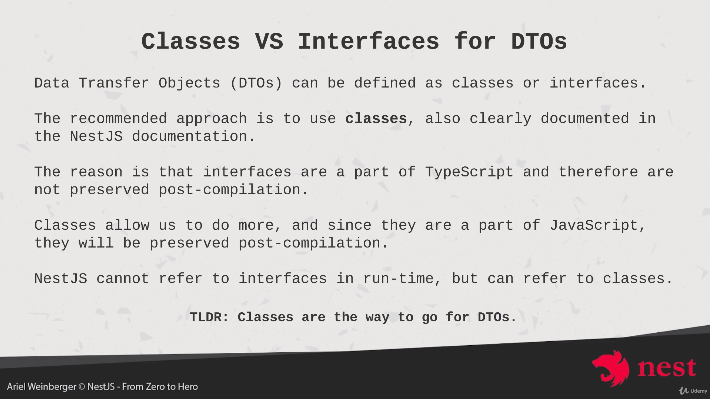 Classes VS Interfaces for DTOs
Data Transfer Objects (DTOs) can be defined as classes or interfaces.
The recommended approach is to use classes, also clearly documented in
the NestJS documentation.
The reason is that interfaces are a part of TypeScript and therefore are
not preserved post-compilation.
Classes allow us to do more, and since they are a part of JavaScript,
they will be preserved post-compilation.
NestJS cannot refer to interfaces in run-time, but can refer to classes.
TLDR: Classes are the way to go for DTOs.
nest
Ariel Weinberger © NestJS - From Zero to Hero
Udemy